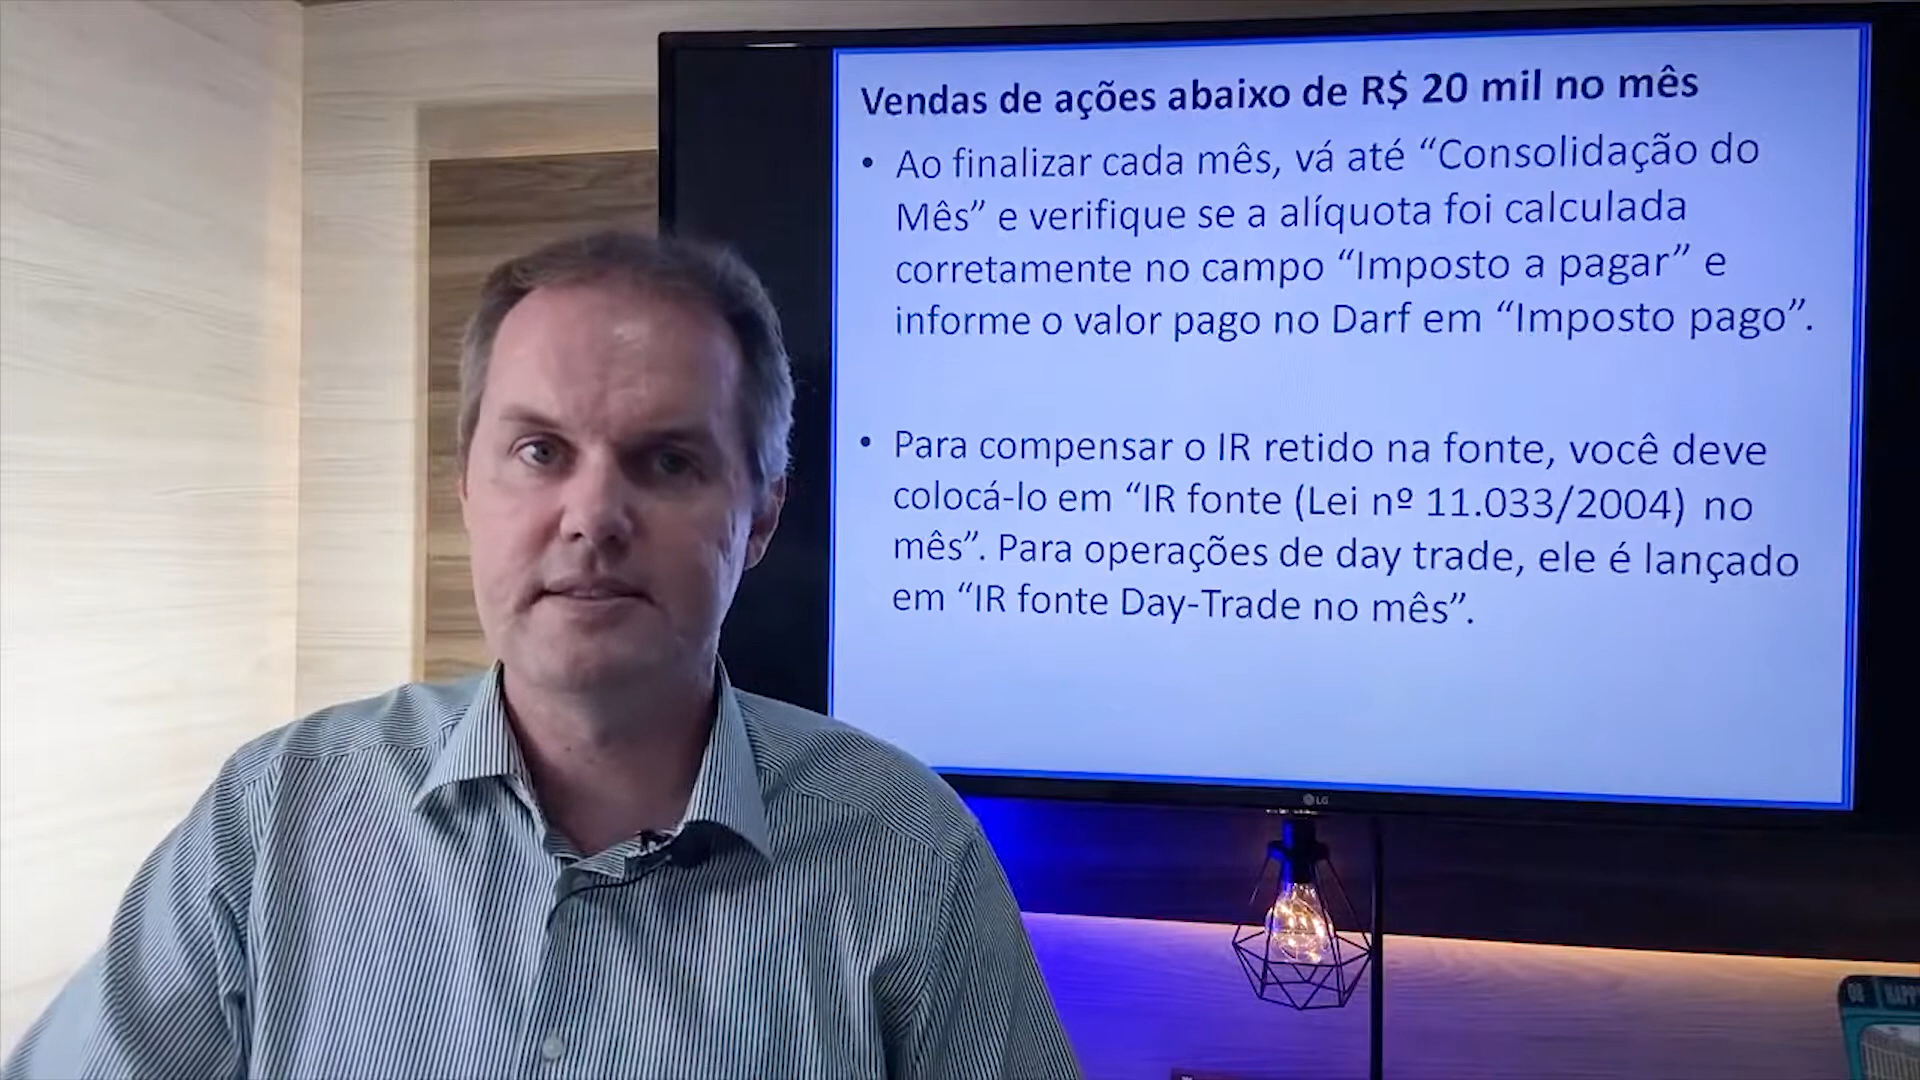 Vendas de ações abaixo de R$ 20 mil no mês
• Ao finalizar cada mês, vá até “Consolidação do
Mês” e verifique se a alíquota foi calculada
corretamente no campo “Imposto a pagar” e
informe o valor pago no Darf em “Imposto pago”.
• Para compensar o IR retido na fonte, você deve
colocá-lo em “IR fonte (Lei nº 11.033/2004) no
mês”. Para operações de day trade, ele é lançado
em “IR fonte Day-Trade no mês”.
LG
08